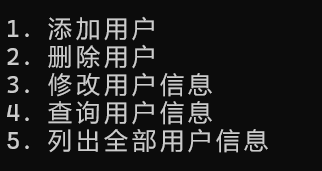 1. 添加用户
2. 删除用户
3. 修改用户信息
4. 查询用户信息
5. 列出全部用户信息